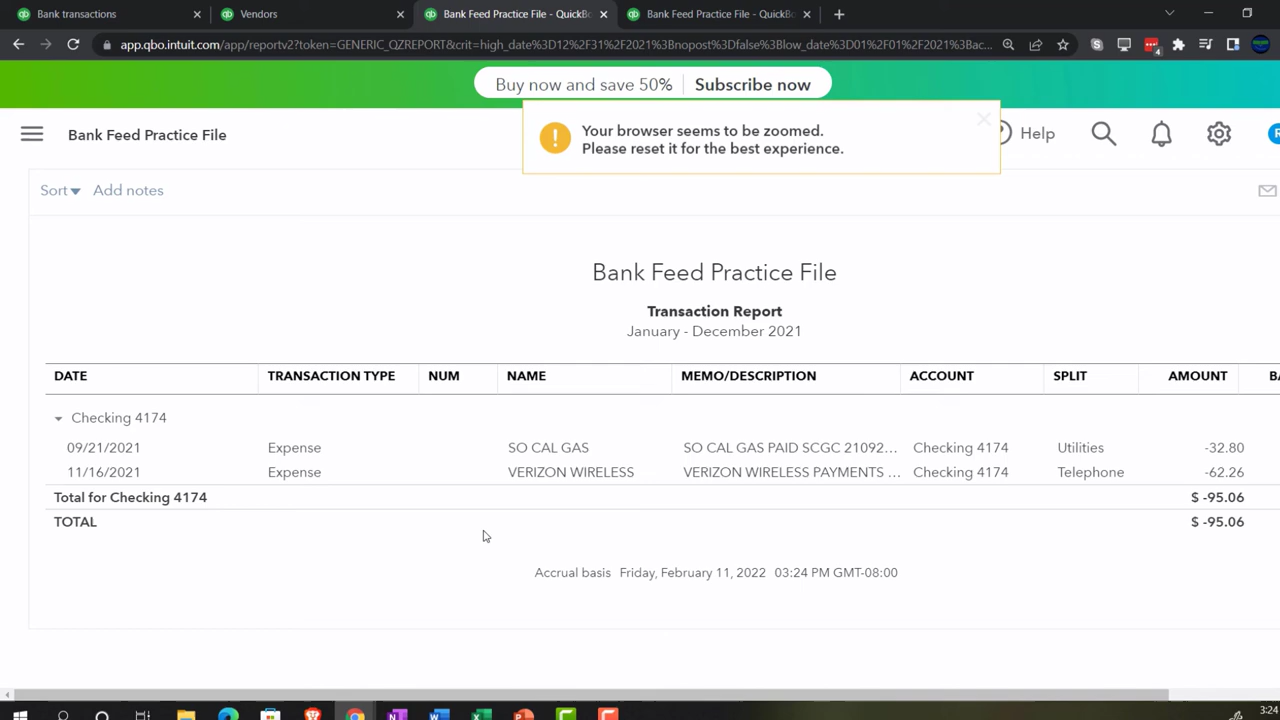 Bank transactions
Vendors
Bank Feed Practice File - QuickBo
Bank Feed Practice File - QuickB
app.qbo.intuit.com/app/reportv2?token=GENERIC_QZREPORT&crit=high_date%3D12%2F31%2F2021%3Bnopost%3Dfalse%3Blow_date%3D01%2F01%2F2021%3Bac...
4
Buy now and save 50% Subscribe now
Your browser seems to be zoomed.
Please reset it for the best experience.
Bank Feed Practice File
Help
Sort Add notes
Bank Feed Practice File
Transaction Report
January - December 2021
DATE TRANSACTION TYPE NUM NAME MEMO/DESCRIPTION ACCOUNT SPLIT AMOUNT BA
Checking 4174
09/21/2021 Expense SO CAL GAS SO CAL GAS PAID SCGC 21092... Checking 4174 Utilities -32.80
11/16/2021 Expense VERIZON WIRELESS VERIZON WIRELESS PAYMENTS ... Checking 4174 Telephone -62.26
Total for Checking 4174 $ -95.06
TOTAL $ -95.06
Accrual basis Friday, February 11, 2022 03:24 PM GMT-08:00
3:24